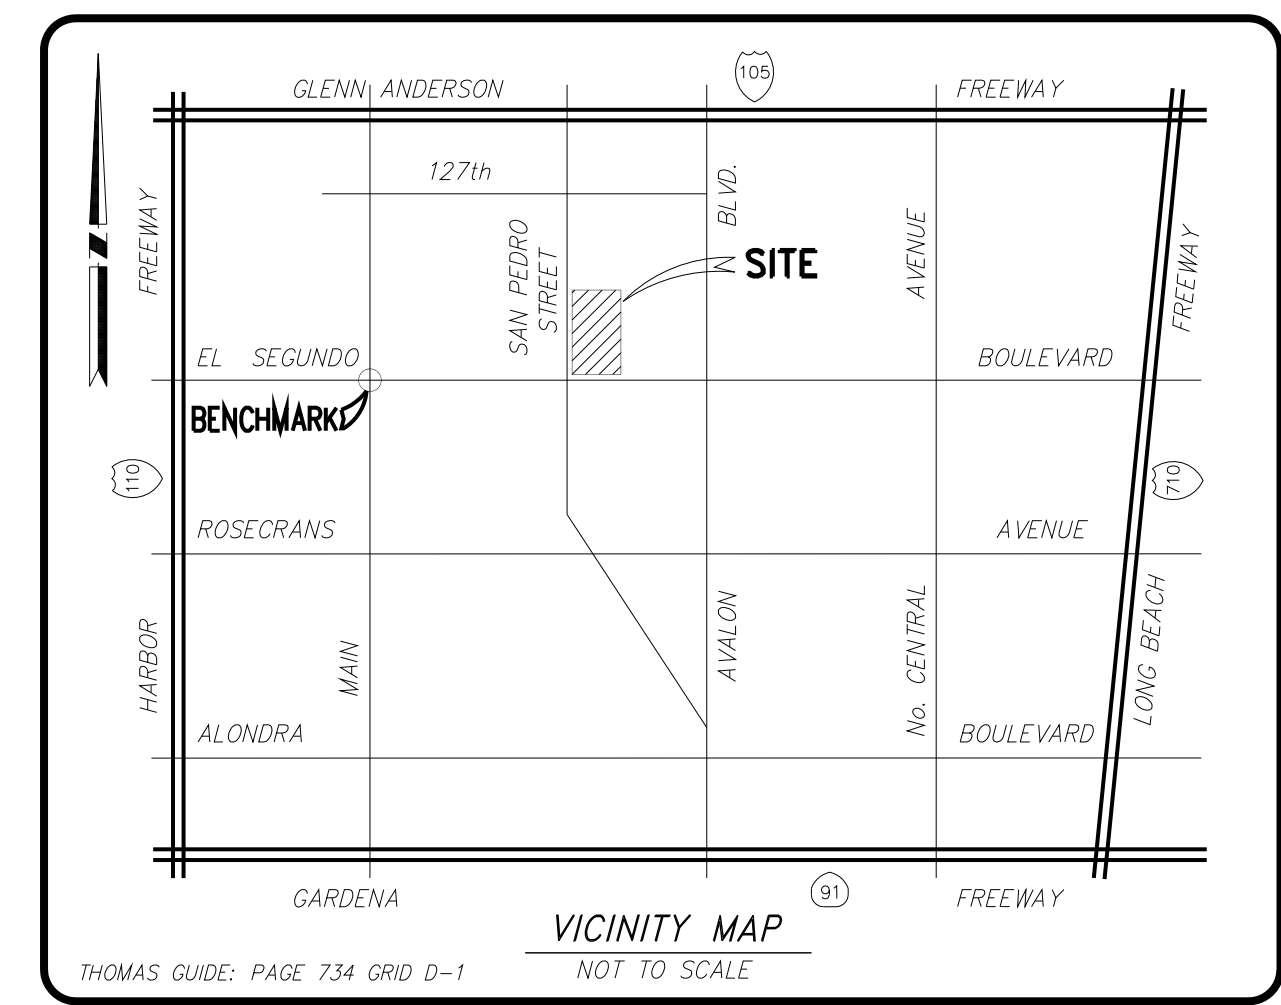 105
GLENN ANDERSON FREEWAY
127th
FREEWAY
SAN PEDRO
STREET
BLVD.
AVENUE
FREEWAY
SITE
EL SEGUNDO BOULEVARD
BENCHMARK
110
710
ROSECRANS AVENUE
HARBOR
MAIN
AVALON
No. CENTRAL
LONG BEACH
ALONDRA BOULEVARD
GARDENA 91 FREEWAY
VICINITY MAP
NOT TO SCALE
THOMAS GUIDE: PAGE 734 GRID D-1